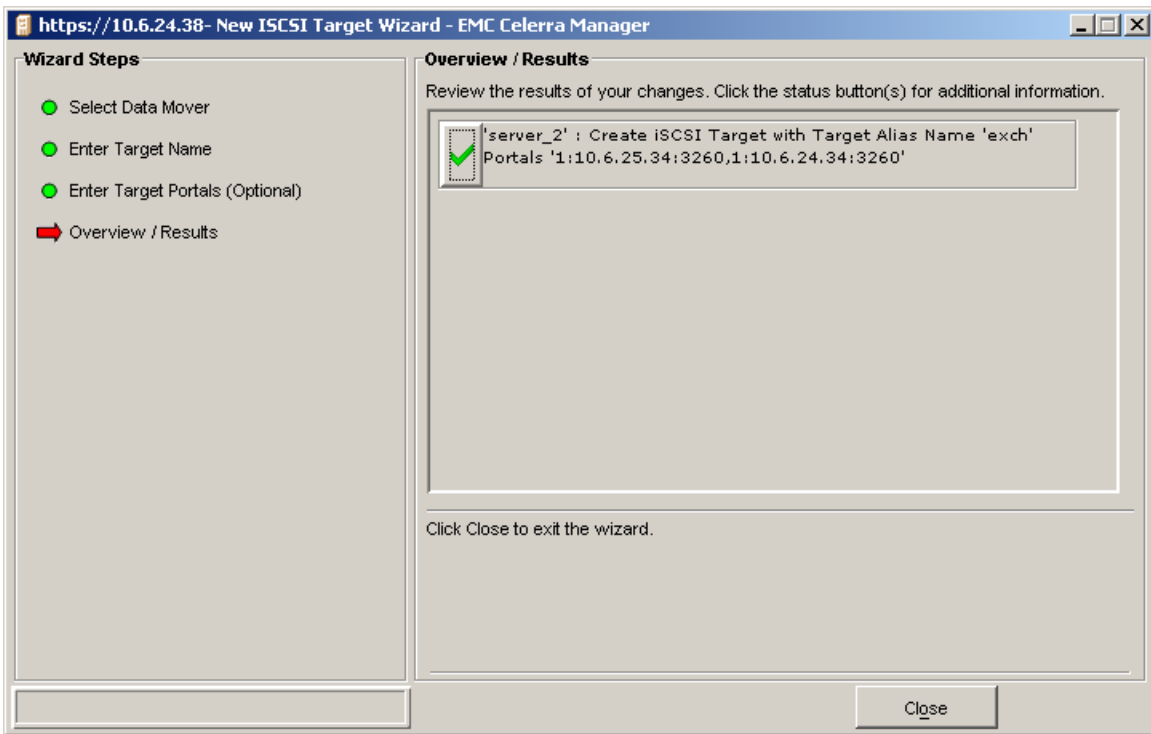 https://10.6.24.38- New ISCSI Target Wizard - EMC Celerra Manager
Wizard Steps
Select Data Mover
Enter Target Name
Enter Target Portals (Optional)
Overview / Results
Overview / Results
Review the results of your changes. Click the status button(s) for additional information.
'server_2' : Create iSCSI Target with Target Alias Name 'exch'
Portals '1:10.6.25.34:3260,1:10.6.24.34:3260'
Click Close to exit the wizard.
Close